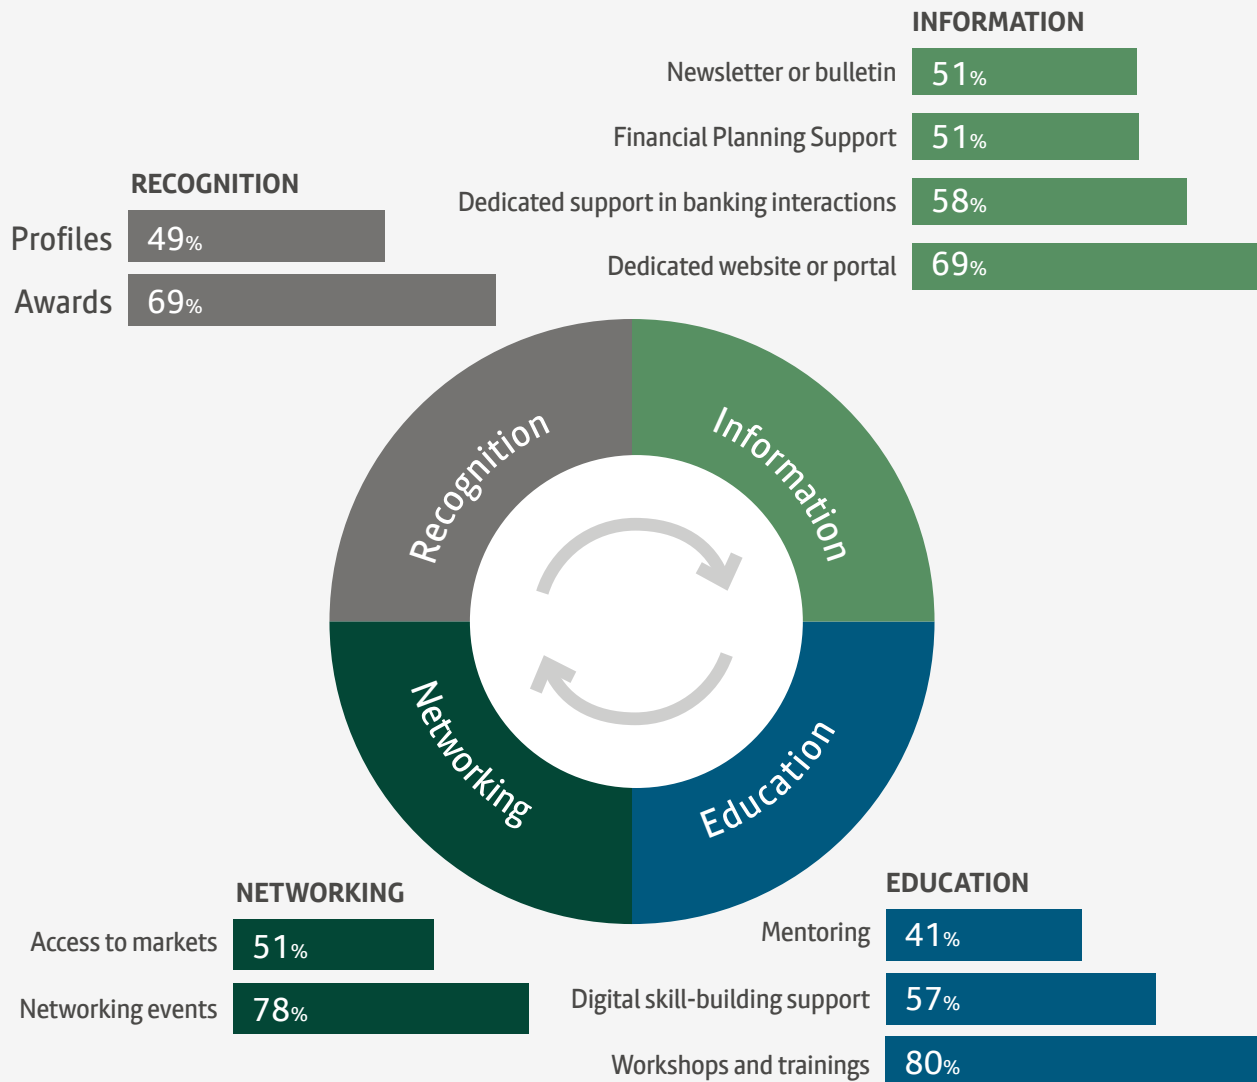 INFORMATION
Newsletter or bulletin 51%
Financial Planning Support 51%
Dedicated support in banking interactions 58%
Dedicated website or portal 69%
RECOGNITION
Profiles 49%
Awards 69%
Recognition
Information
Networking
Education
NETWORKING
Access to markets 51%
Networking events 78%
EDUCATION
Mentoring 41%
Digital skill-building support 57%
Workshops and trainings 80%